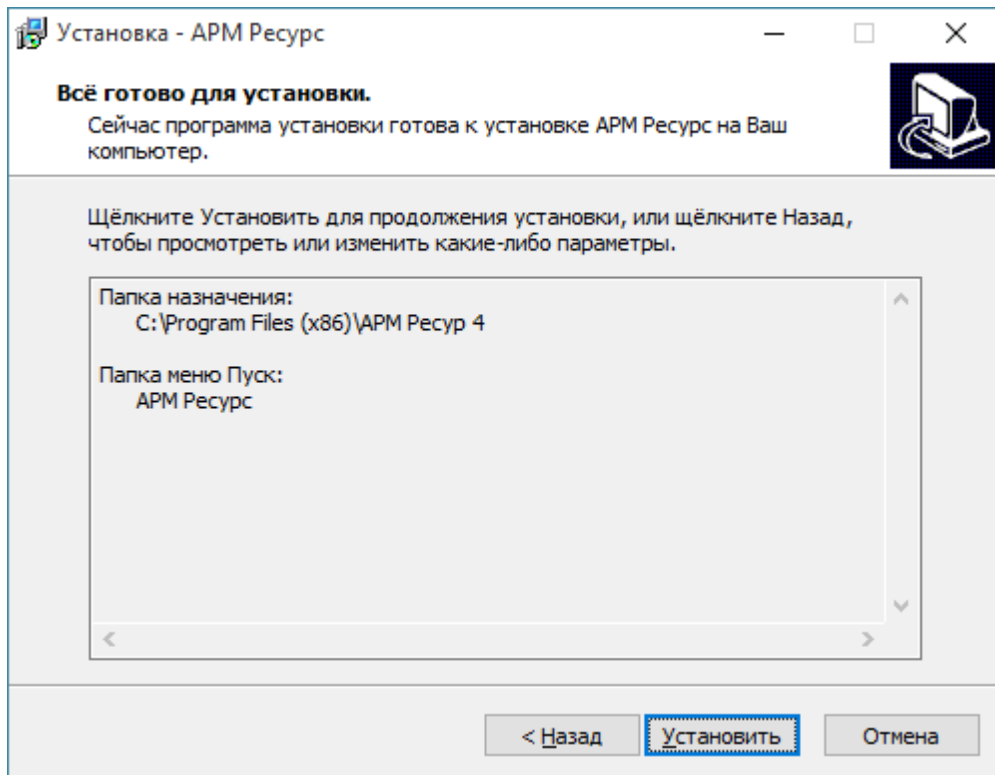 Установка - АРМ Ресурс
Всё готово для установки.
Сейчас программа установки готова к установке АРМ Ресурс на Ваш
компьютер.
Щёлкните Установить для продолжения установки, или щёлкните Назад,
чтобы просмотреть или изменить какие-либо параметры.
Папка назначения:
C:\Program Files (x86)\АРМ Ресур 4
Папка меню Пуск:
АРМ Ресурс
< Назад
Установить
Отмена